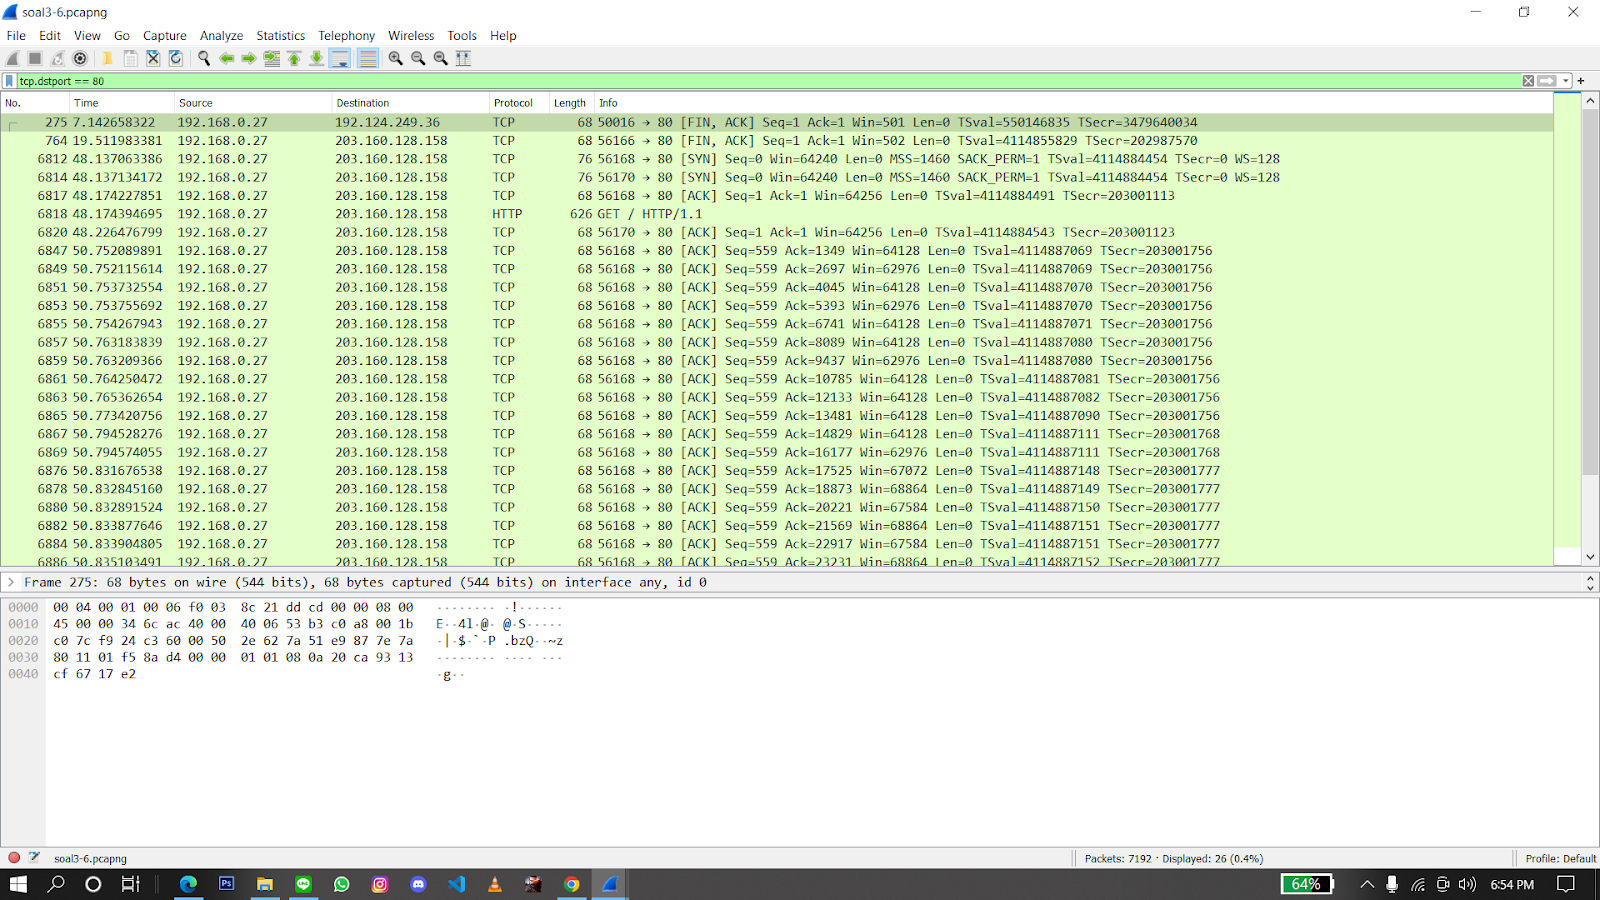 soal3-6.pcapng
File Edit View Go Capture Analyze Statistics Telephony Wireless Tools Help
tcp.dstport == 80
No. Time Source Destination Protocol Length Info
275 7.142658322 192.168.0.27 192.124.249.36 TCP 68 50016 → 80 [FIN, ACK] Seq=1 Ack=1 Win=501 Len=0 TSval=550146835 TSecr=3479640034
764 19.511983381 192.168.0.27 203.160.128.158 TCP 68 56166 → 80 [FIN, ACK] Seq=1 Ack=1 Win=502 Len=0 TSval=4114855829 TSecr=202987570
6812 48.137063386 192.168.0.27 203.160.128.158 TCP 76 56168 → 80 [SYN] Seq=0 Win=64240 Len=0 MSS=1460 SACK_PERM=1 TSval=4114884454 TSecr=0 WS=128
6814 48.137134172 192.168.0.27 203.160.128.158 TCP 76 56170 → 80 [SYN] Seq=0 Win=64240 Len=0 MSS=1460 SACK_PERM=1 TSval=4114884454 TSecr=0 WS=128
6817 48.174227851 192.168.0.27 203.160.128.158 TCP 68 56168 → 80 [ACK] Seq=1 Ack=1 Win=64256 Len=0 TSval=4114884491 TSecr=203001113
6818 48.174394695 192.168.0.27 203.160.128.158 HTTP 626 GET / HTTP/1.1
6820 48.226476799 192.168.0.27 203.160.128.158 TCP 68 56170 → 80 [ACK] Seq=1 Ack=1 Win=64256 Len=0 TSval=4114884543 TSecr=203001123
6847 50.752089891 192.168.0.27 203.160.128.158 TCP 68 56168 → 80 [ACK] Seq=559 Ack=1349 Win=64128 Len=0 TSval=4114887069 TSecr=203001756
6849 50.752115614 192.168.0.27 203.160.128.158 TCP 68 56168 → 80 [ACK] Seq=559 Ack=2697 Win=62976 Len=0 TSval=4114887069 TSecr=203001756
6851 50.753732554 192.168.0.27 203.160.128.158 TCP 68 56168 → 80 [ACK] Seq=559 Ack=4045 Win=64128 Len=0 TSval=4114887070 TSecr=203001756
6853 50.753755692 192.168.0.27 203.160.128.158 TCP 68 56168 → 80 [ACK] Seq=559 Ack=5393 Win=62976 Len=0 TSval=4114887070 TSecr=203001756
6855 50.754267943 192.168.0.27 203.160.128.158 TCP 68 56168 → 80 [ACK] Seq=559 Ack=6741 Win=64128 Len=0 TSval=4114887071 TSecr=203001756
6857 50.763183839 192.168.0.27 203.160.128.158 TCP 68 56168 → 80 [ACK] Seq=559 Ack=8089 Win=64128 Len=0 TSval=4114887080 TSecr=203001756
6859 50.763209366 192.168.0.27 203.160.128.158 TCP 68 56168 → 80 [ACK] Seq=559 Ack=9437 Win=62976 Len=0 TSval=4114887080 TSecr=203001756
6861 50.764250472 192.168.0.27 203.160.128.158 TCP 68 56168 → 80 [ACK] Seq=559 Ack=10785 Win=64128 Len=0 TSval=4114887081 TSecr=203001756
6863 50.765362654 192.168.0.27 203.160.128.158 TCP 68 56168 → 80 [ACK] Seq=559 Ack=12133 Win=64128 Len=0 TSval=4114887082 TSecr=203001756
6865 50.773420756 192.168.0.27 203.160.128.158 TCP 68 56168 → 80 [ACK] Seq=559 Ack=13481 Win=64128 Len=0 TSval=4114887090 TSecr=203001756
6867 50.794528276 192.168.0.27 203.160.128.158 TCP 68 56168 → 80 [ACK] Seq=559 Ack=14829 Win=64128 Len=0 TSval=4114887111 TSecr=203001768
6869 50.794574055 192.168.0.27 203.160.128.158 TCP 68 56168 → 80 [ACK] Seq=559 Ack=16177 Win=62976 Len=0 TSval=4114887111 TSecr=203001768
6876 50.831676538 192.168.0.27 203.160.128.158 TCP 68 56168 → 80 [ACK] Seq=559 Ack=17525 Win=67072 Len=0 TSval=4114887148 TSecr=203001777
6878 50.832845160 192.168.0.27 203.160.128.158 TCP 68 56168 → 80 [ACK] Seq=559 Ack=18873 Win=68864 Len=0 TSval=4114887149 TSecr=203001777
6880 50.832891524 192.168.0.27 203.160.128.158 TCP 68 56168 → 80 [ACK] Seq=559 Ack=20221 Win=67584 Len=0 TSval=4114887150 TSecr=203001777
6882 50.833877646 192.168.0.27 203.160.128.158 TCP 68 56168 → 80 [ACK] Seq=559 Ack=21569 Win=68864 Len=0 TSval=4114887151 TSecr=203001777
6884 50.833904805 192.168.0.27 203.160.128.158 TCP 68 56168 → 80 [ACK] Seq=559 Ack=22917 Win=67584 Len=0 TSval=4114887151 TSecr=203001777
6886 50.835103491 192.168.0.27 203.160.128.158 TCP 68 56168 → 80 [ACK] Seq=559 Ack=23231 Win=68864 Len=0 TSval=4114887152 TSecr=203001777
Frame 275: 68 bytes on wire (544 bits), 68 bytes captured (544 bits) on interface any, id 0
0000 00 04 00 01 00 06 f0 03 8c 21 dd cd 00 00 08 00 ········ ·!······
0010 45 00 00 34 6c ac 40 00 40 06 53 b3 c0 a8 00 1b E··4l·@· @·S·····
0020 c0 7c f9 24 c3 60 00 50 2e 62 7a 51 e9 87 7e 7a ·|·$·`·P .bzQ··~z
0030 80 11 01 f5 8a d4 00 00 01 01 08 0a 20 ca 93 13 ········ ···· ···
0040 cf 67 17 e2 ·g··
soal3-6.pcapng Packets: 7192 · Displayed: 26 (0.4%) Profile: Default
Ps 64% 6:54 PM